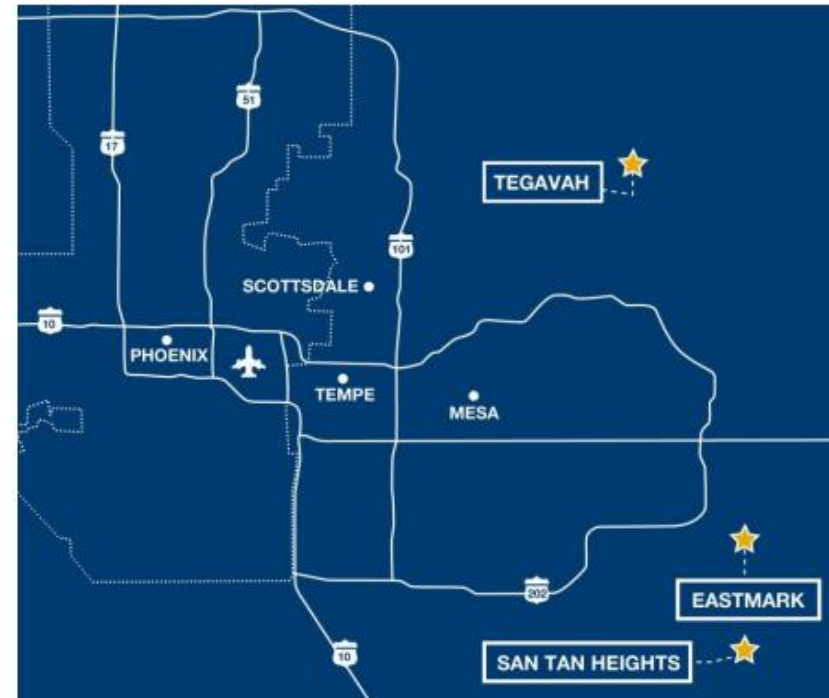 51
17
TEGAVAH
101
SCOTTSDALE
10
PHOENIX
TEMPE
MESA
202
EASTMARK
10
SAN TAN HEIGHTS